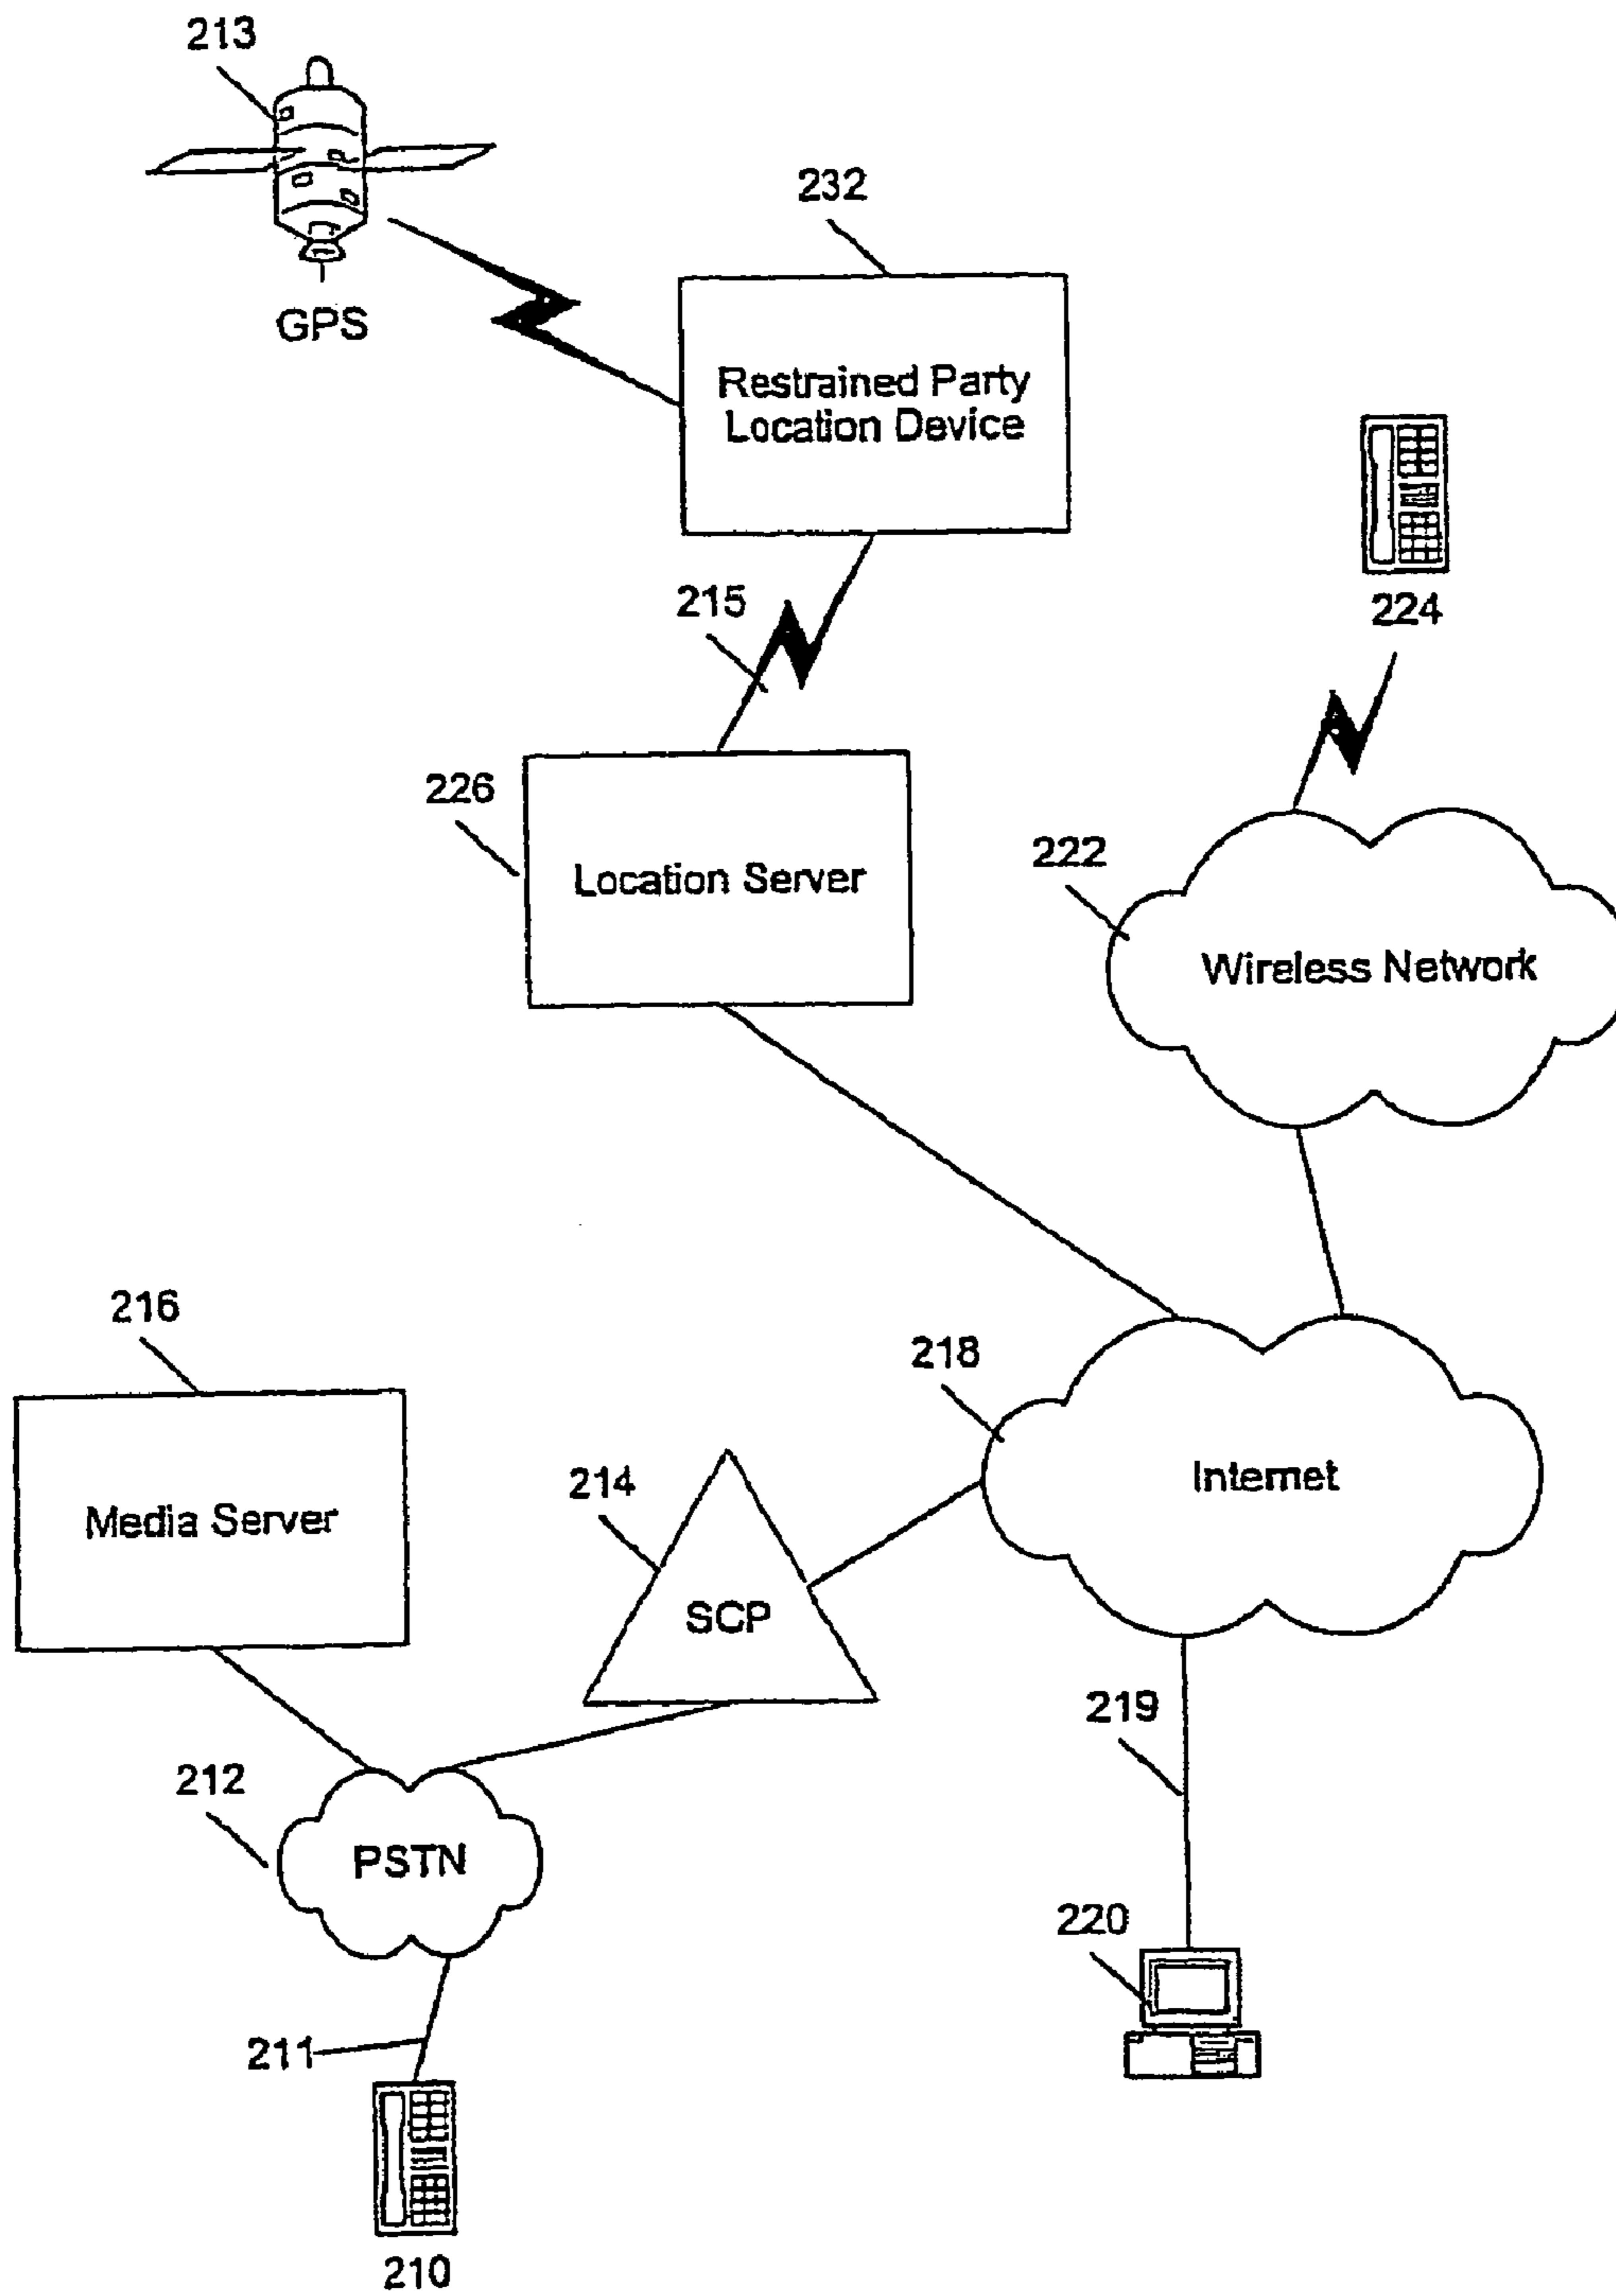 213
GPS
232
Restrained Party
Location Device
224
215
226
Location Server
222
Wireless Network
216
Media Server
214
SCP
218
Internet
219
212
PSTN
220
211
210